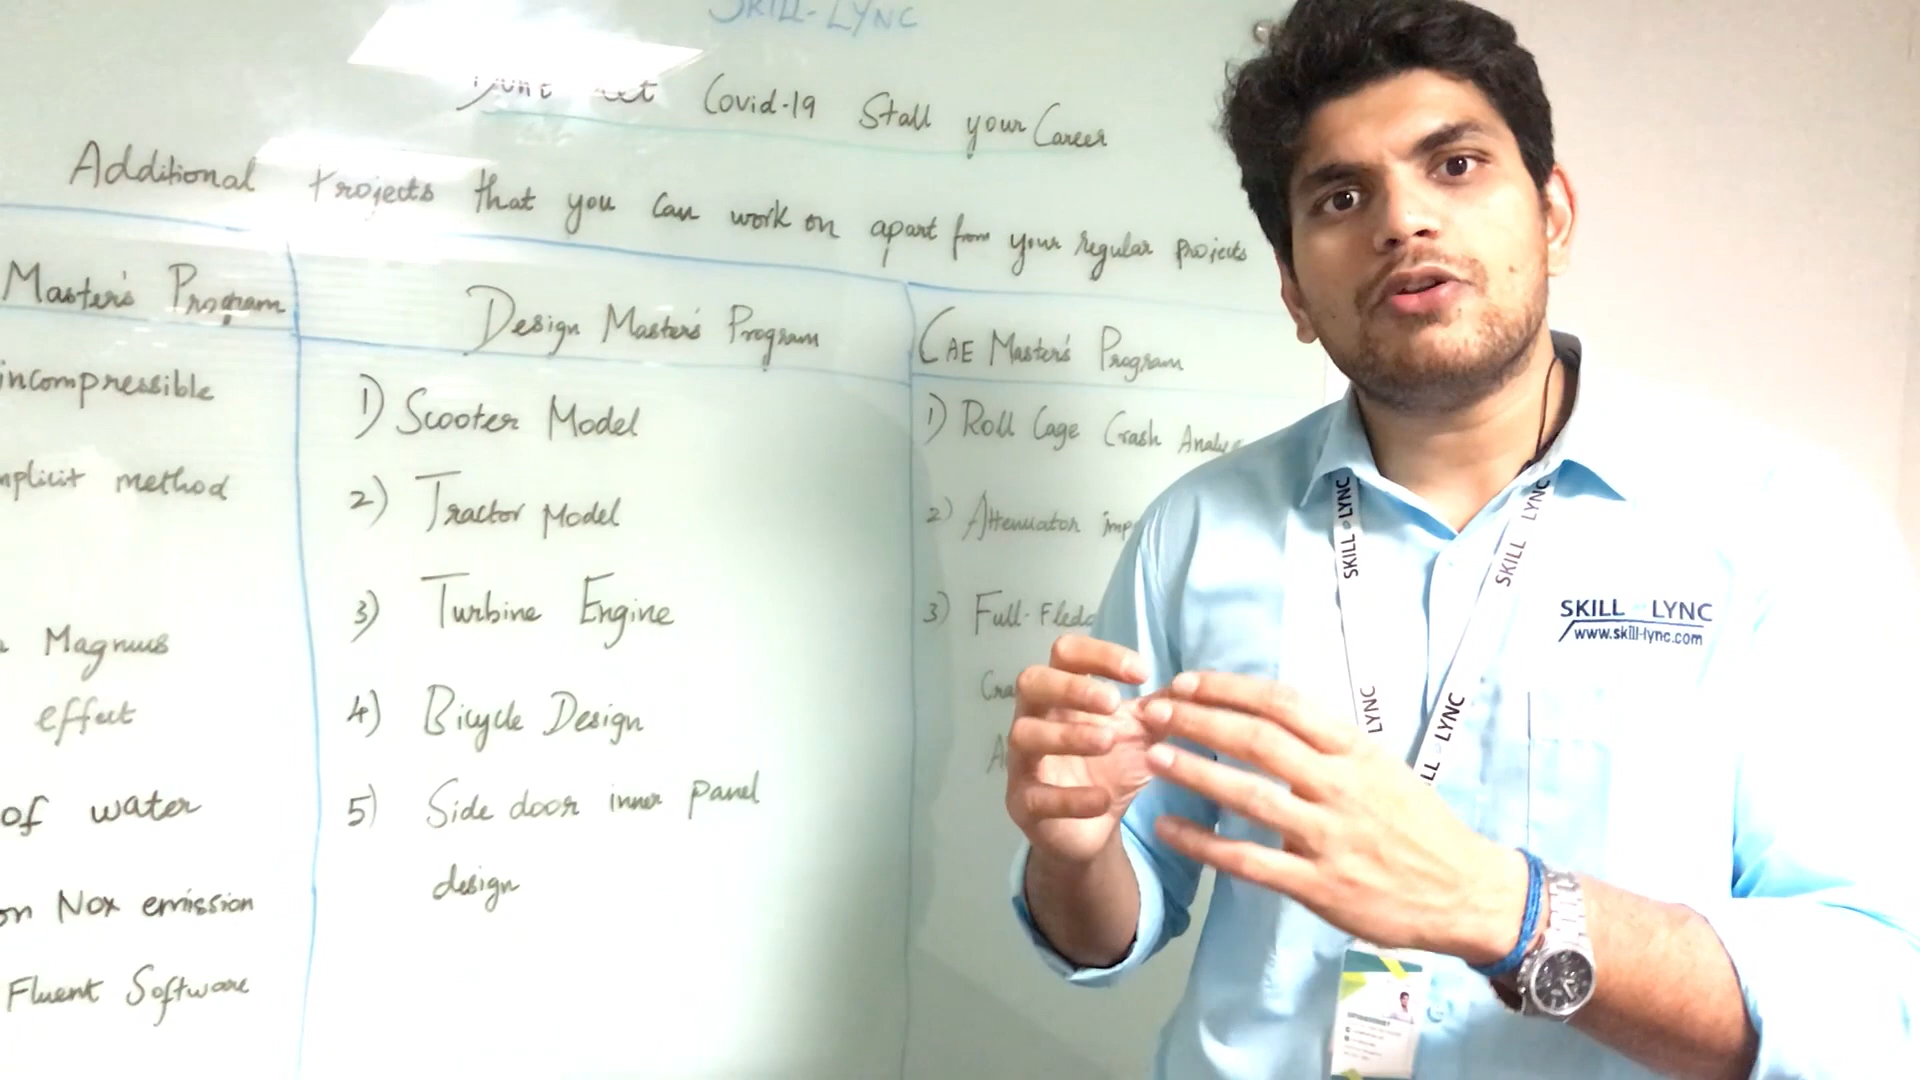 SKILL-LYNC
Covid-19 Stall your Career
Additional Projects that you can work on apart from your regular projects
Master's Program
incompressible
method
Magnus
effect
of water
on Nox emission
Fluent Software
Design Master's Program
1) Scooter Model
2) Tractor Model
3) Turbine Engine
4) Bicycle Design
5) Side door inner panel
design
CAE Master's Program
1) Roll Cage Crash
2) Attenuator
3) Full-
SKILL LYNC
SKILL LYNC
LYNC
LYNC
SKILL LYNC
www.skill-lync.com